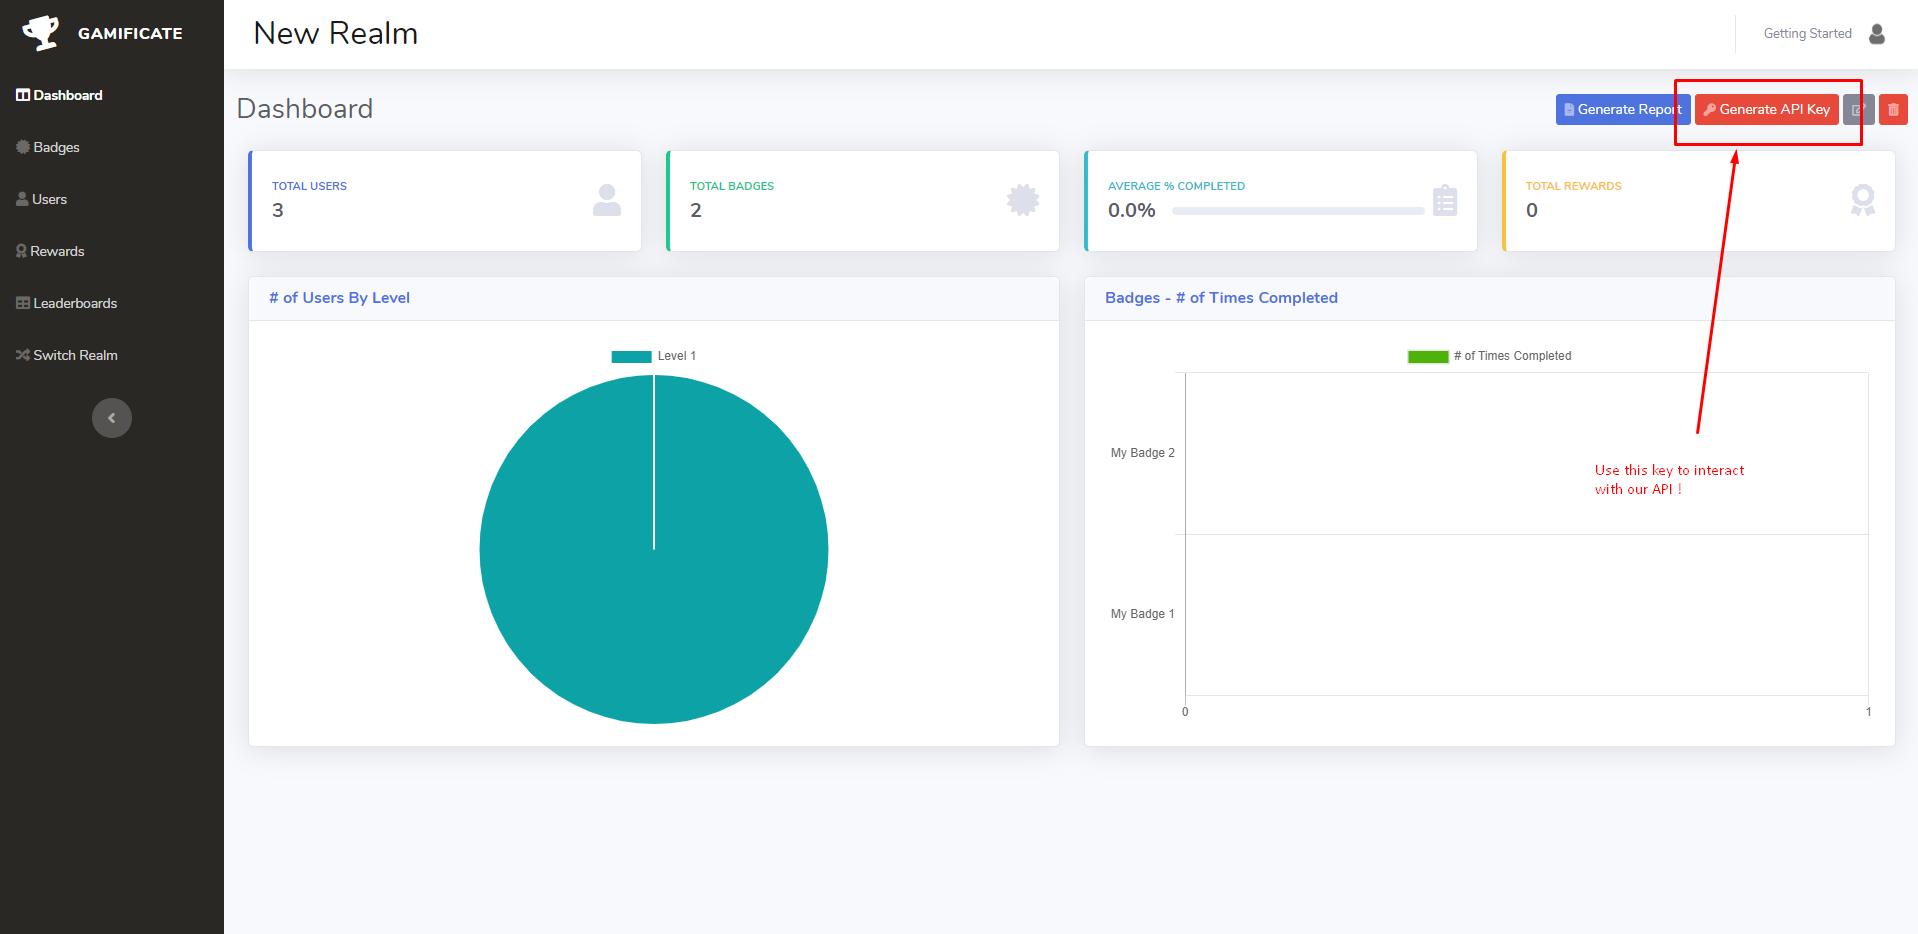 GAMIFICATE
New Realm
Getting Started
Dashboard
Badges
Users
Rewards
Leaderboards
Switch Realm
Dashboard
Generate Report
Generate API Key
TOTAL USERS
3
TOTAL BADGES
2
AVERAGE % COMPLETED
0.0%
TOTAL REWARDS
0
# of Users By Level
Level 1
Badges - # of Times Completed
# of Times Completed
My Badge 2
My Badge 1
0
1
Use this key to interact
with our API !